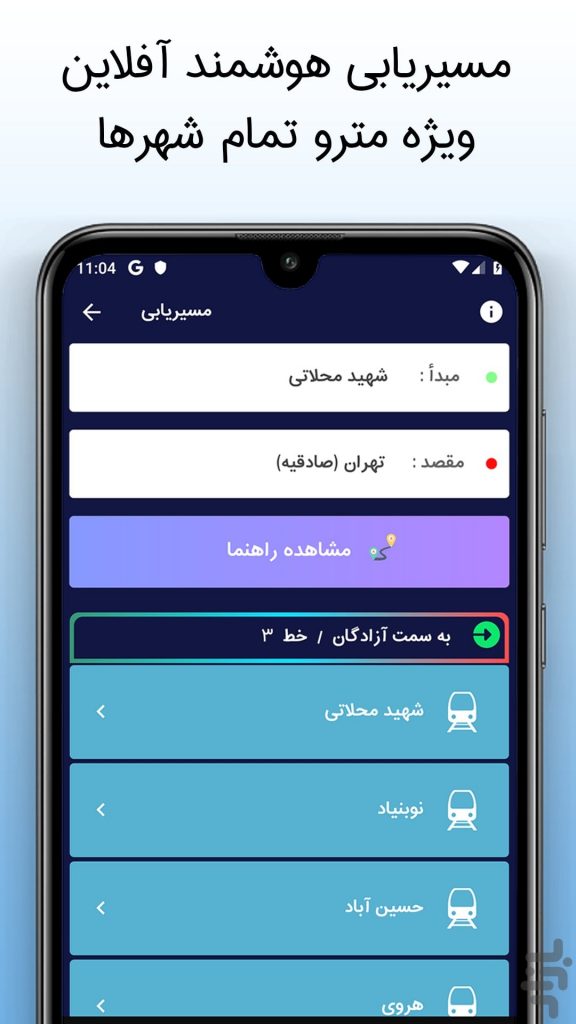 مسیریابی هوشمند آفلاین
ویژه مترو تمام شهرها
11:04
مسیریابی
مبدأ : شهید محلاتی
مقصد : تهران (صادقیه)
مشاهده راهنما
به سمت آزادگان / خط ۳
شهید محلاتی
نوبنیاد
حسین آباد
هروی
بازار